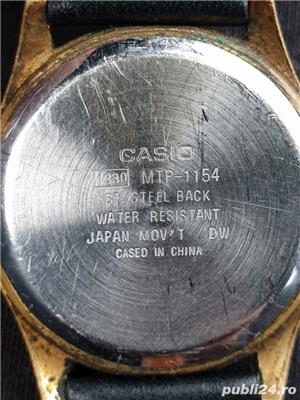 CASIO
1330 MTP-1154
ST. STEEL BACK
WATER RESISTANT
JAPAN MOV'T DW
CASED IN CHINA
publi24.ro